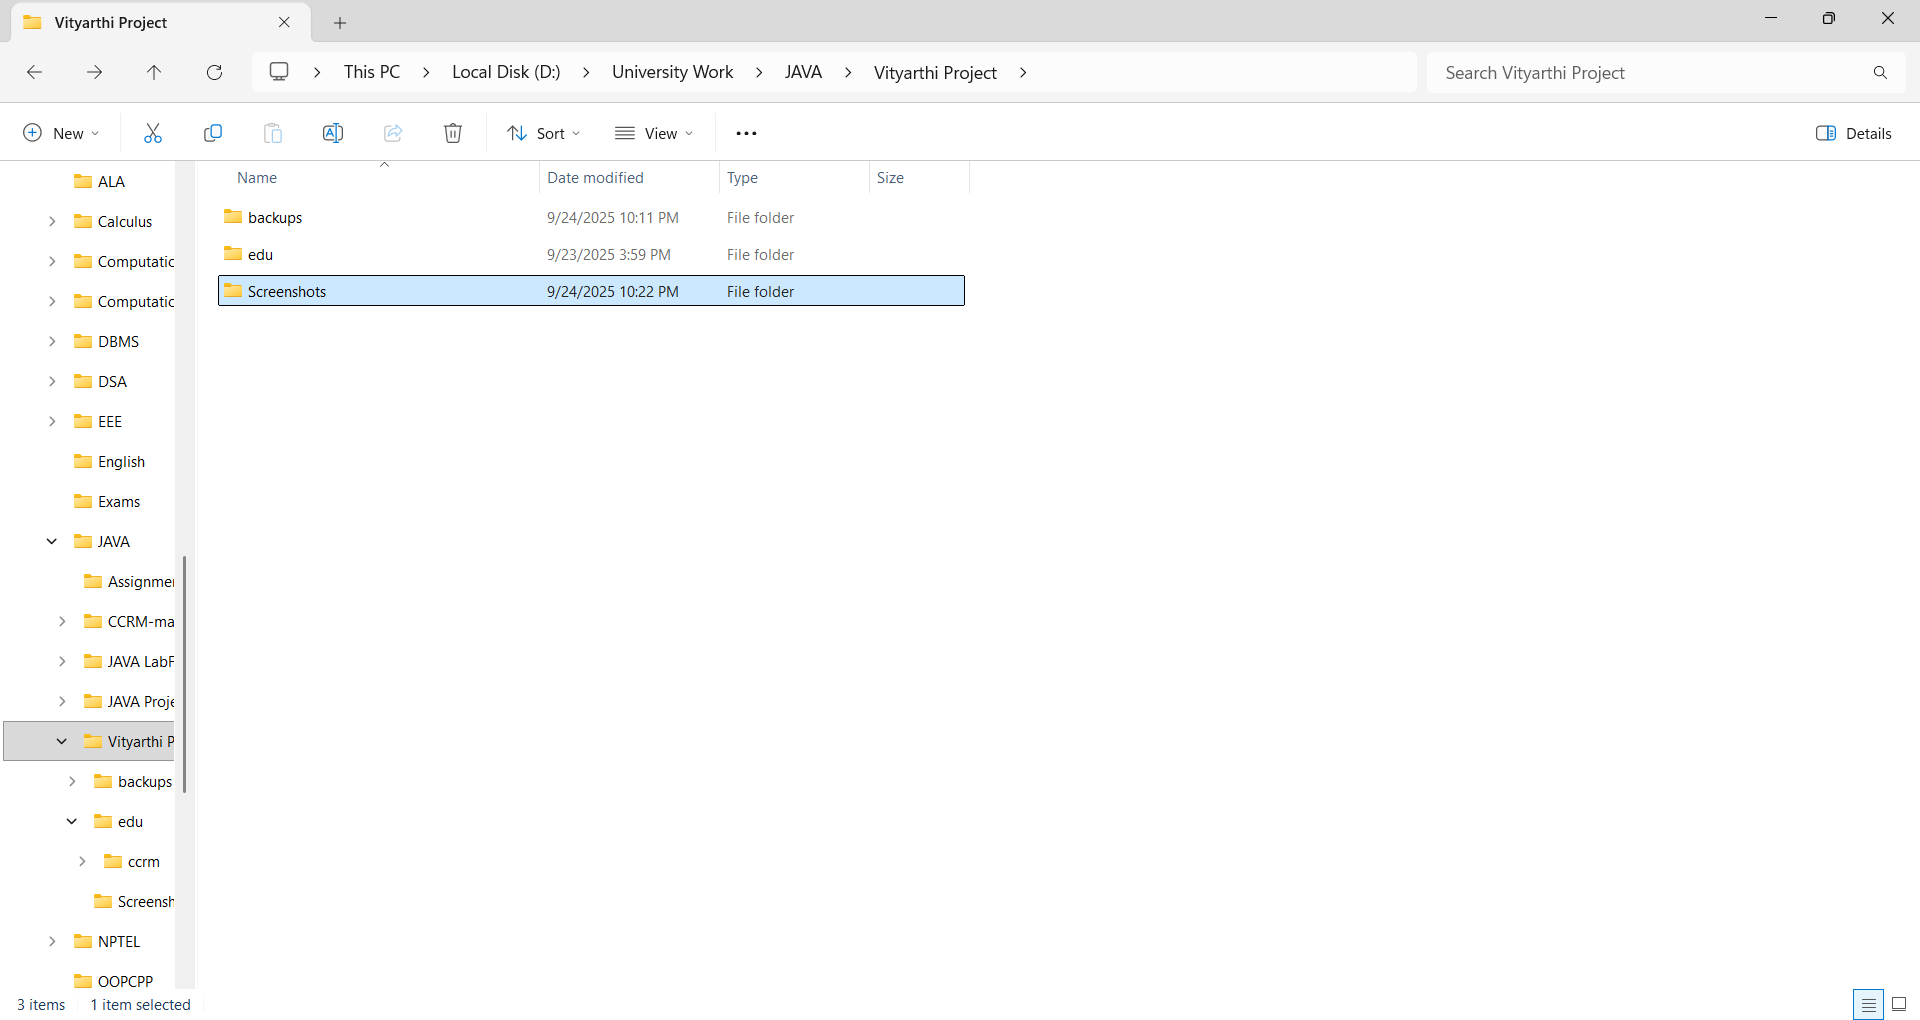 Vityarthi Project
This PC > Local Disk (D:) > University Work > JAVA > Vityarthi Project >
Search Vityarthi Project
New
Sort
View
Details
Name Date modified Type Size
backups 9/24/2025 10:11 PM File folder
edu 9/23/2025 3:59 PM File folder
Screenshots 9/24/2025 10:22 PM File folder
ALA
Calculus
Computatic
Computatic
DBMS
DSA
EEE
English
Exams
JAVA
Assignmer
CCRM-ma
JAVA LabF
JAVA Proje
Vityarthi P
backups
edu
ccrm
Screensh
NPTEL
OOPCPP
3 items 1 item selected